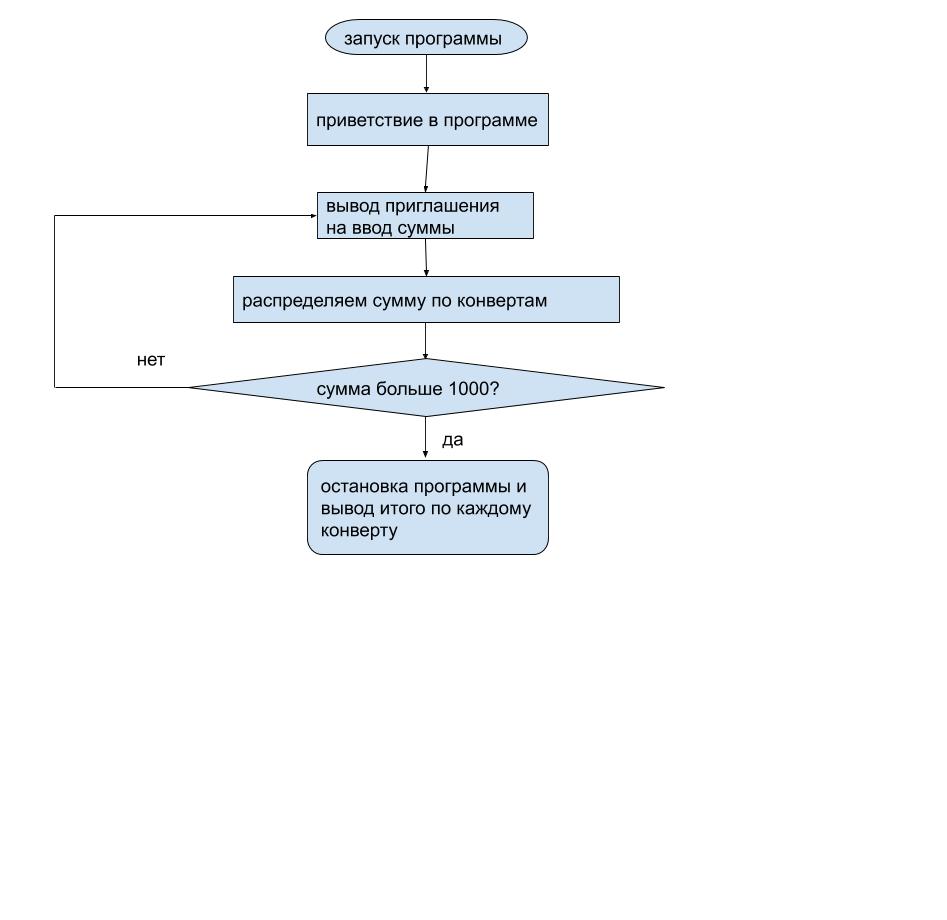 запуск программы
приветствие в программе
вывод приглашения
на ввод суммы
распределяем сумму по конвертам
нет
сумма больше 1000?
да
остановка программы и
вывод итого по каждому
конверту